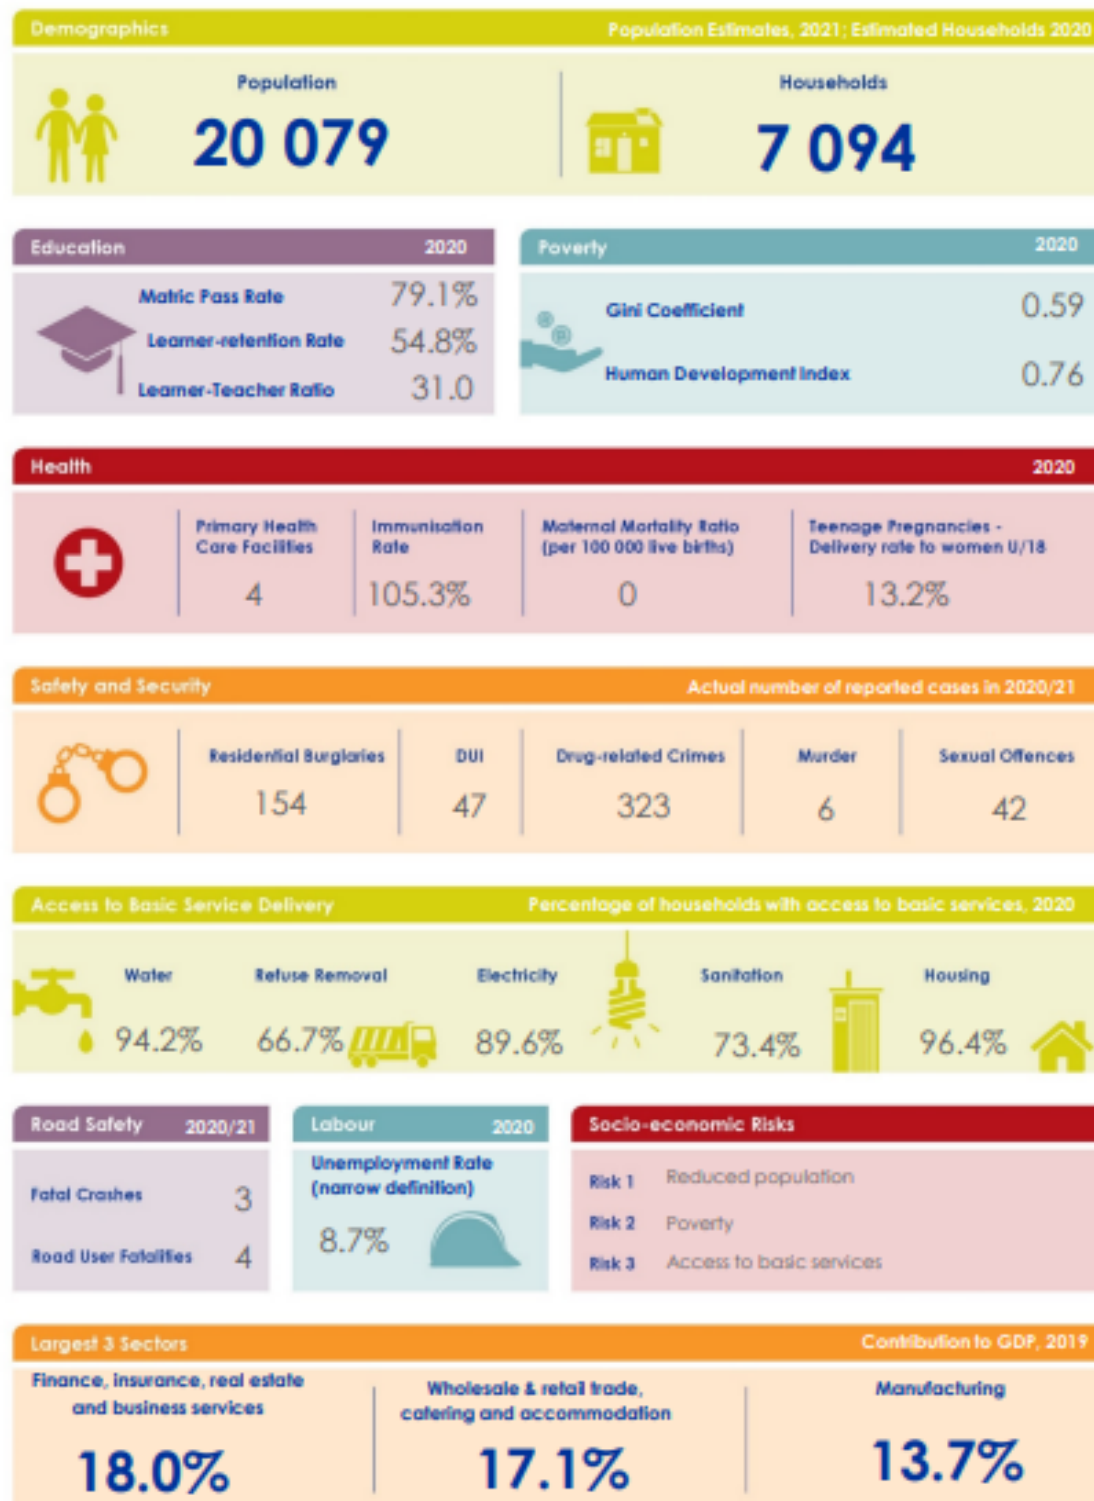 Demographics Population Estimates, 2021; Estimated Households 2020
Population Households
20 079 7 094
Education 2020
Matric Pass Rate 79.1%
Learner-retention Rate 54.8%
Learner-Teacher Ratio 31.0
Poverty 2020
Gini Coefficient 0.59
Human Development Index 0.76
Health 2020
Primary Health
Care Facilities
4
Immunisation
Rate
105.3%
Maternal Mortality Ratio
(per 100 000 live births)
0
Teenage Pregnancies -
Delivery rate to women U/18
13.2%
Safety and Security Actual number of reported cases in 2020/21
Residential Burglaries DUI Drug-related Crimes Murder Sexual Offences
154 47 323 6 42
Access to Basic Service Delivery Percentage of households with access to basic services, 2020
Water Refuse Removal Electricity Sanitation Housing
94.2% 66.7% 89.6% 73.4% 96.4%
Road Safety 2020/21
Fatal Crashes 3
Road User Fatalities 4
Labour 2020
Unemployment Rate
(narrow definition)
8.7%
Socio-economic Risks
Risk 1 Reduced population
Risk 2 Poverty
Risk 3 Access to basic services
Largest 3 Sectors Contribution to GDP, 2019
Finance, insurance, real estate
and business services
18.0%
Wholesale & retail trade,
catering and accommodation
17.1%
Manufacturing
13.7%